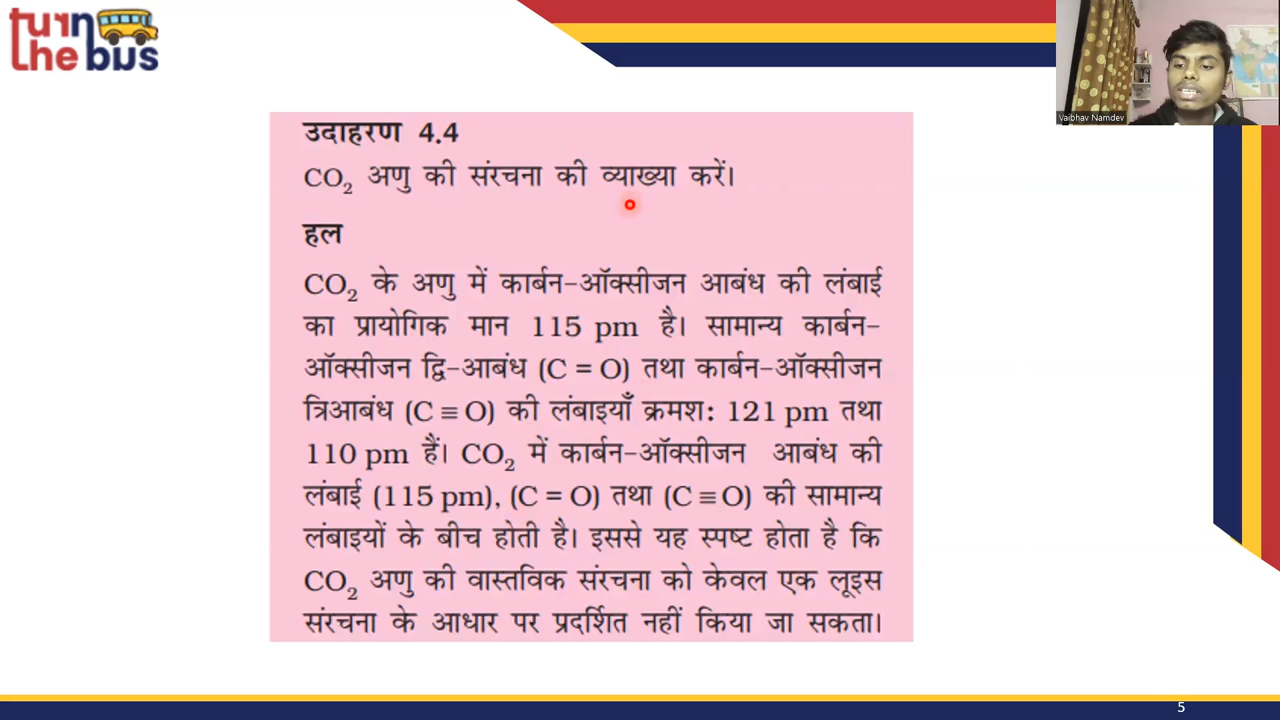 turn
the bus
Vaibhav Namdev
उदाहरण 4.4
CO₂ अणु की संरचना की व्याख्या करें।
हल
CO₂ के अणु में कार्बन-ऑक्सीजन आबंध की लंबाई
का प्रायोगिक मान 115 pm है। सामान्य कार्बन-
ऑक्सीजन द्वि-आबंध (C = O) तथा कार्बन-ऑक्सीजन
त्रिआबंध (C ≡ O) की लंबाइयाँ क्रमश: 121 pm तथा
110 pm हैं। CO₂ में कार्बन-ऑक्सीजन आबंध की
लंबाई (115 pm), (C = O) तथा (C ≡ O) की सामान्य
लंबाइयों के बीच होती है। इससे यह स्पष्ट होता है कि
CO₂ अणु की वास्तविक संरचना को केवल एक लूइस
संरचना के आधार पर प्रदर्शित नहीं किया जा सकता।
5